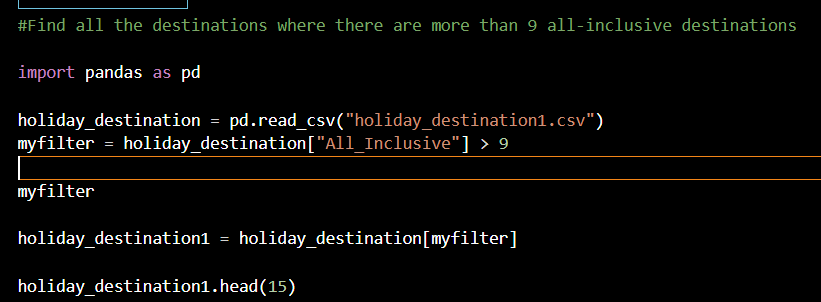 #Find all the destinations where there are more than 9 all-inclusive destinations
import pandas as pd
holiday_destination = pd.read_csv("holiday_destination1.csv")
myfilter = holiday_destination["All_Inclusive"] > 9
myfilter
holiday_destination1 = holiday_destination[myfilter]
holiday_destination1.head(15)